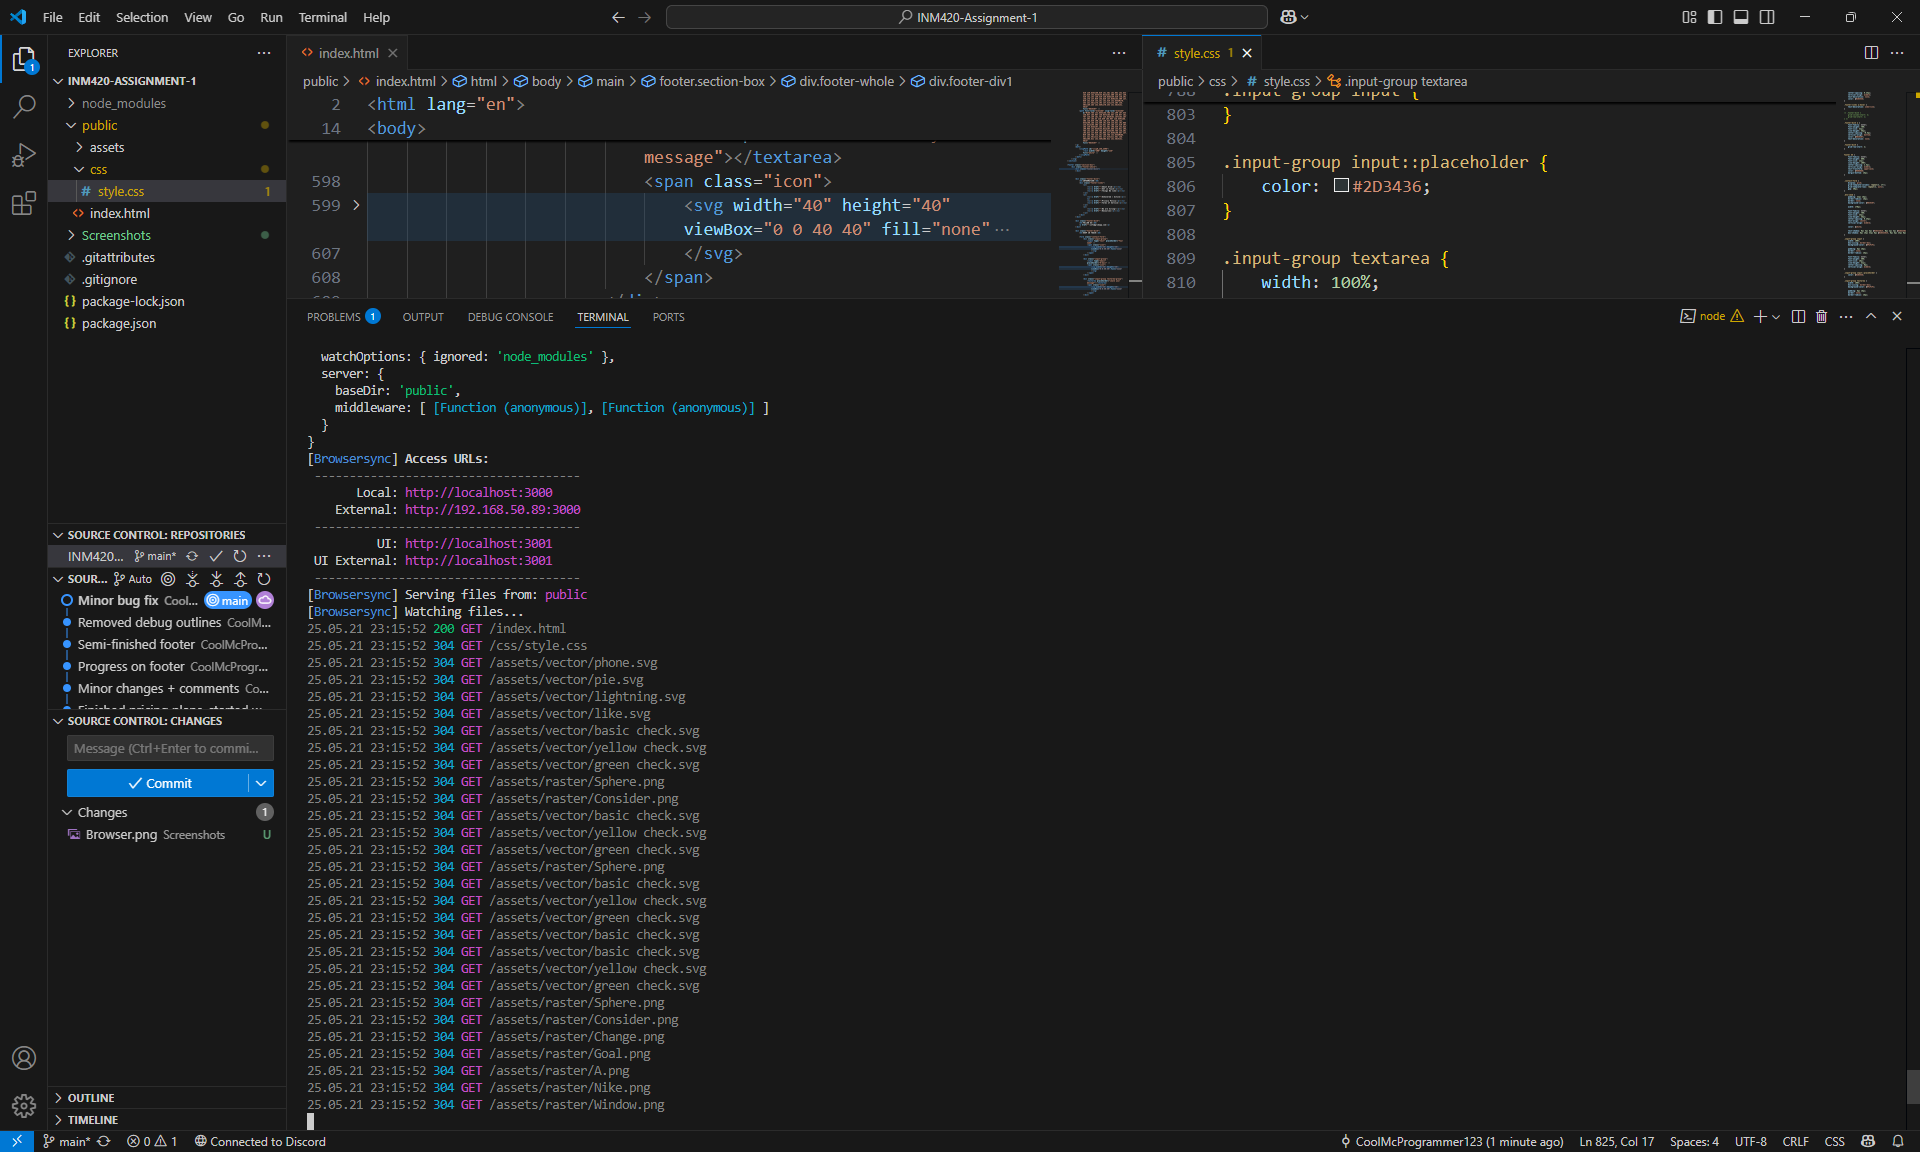 File Edit Selection View Go Run Terminal Help
INM420-Assignment-1
EXPLORER
INM420-ASSIGNMENT-1
node_modules
public
assets
css
# style.css 1
<> index.html
Screenshots
.gitattributes
.gitignore
{} package-lock.json
{} package.json
SOURCE CONTROL: REPOSITORIES
INM420... main*
SOUR... Auto
Minor bug fix Cool... main
Removed debug outlines CoolM...
Semi-finished footer CoolMcPro...
Progress on footer CoolMcProgr...
Minor changes + comments Co...
SOURCE CONTROL: CHANGES
Message (Ctrl+Enter to commi...
Commit
Changes 1
Browser.png Screenshots U
OUTLINE
TIMELINE
<> index.html
public > <> index.html > html > body > main > footer.section-box > div.footer-whole > div.footer-div1
2 <html lang="en">
14 <body>
message"></textarea>
598 <span class="icon">
599 <svg width="40" height="40"
viewBox="0 0 40 40" fill="none" ...
607 </svg>
608 </span>
# style.css 1
public > css > # style.css > .input-group textarea
.input-group input {
803 }
804
805 .input-group input::placeholder {
806 color: #2D3436;
807 }
808
809 .input-group textarea {
810 width: 100%;
PROBLEMS 1 OUTPUT DEBUG CONSOLE TERMINAL PORTS
node
watchOptions: { ignored: 'node_modules' },
server: {
baseDir: 'public',
middleware: [ [Function (anonymous)], [Function (anonymous)] ]
}
}
[Browsersync] Access URLs:
--------------------------------------
Local: http://localhost:3000
External: http://192.168.50.89:3000
--------------------------------------
UI: http://localhost:3001
UI External: http://localhost:3001
--------------------------------------
[Browsersync] Serving files from: public
[Browsersync] Watching files...
25.05.21 23:15:52 200 GET /index.html
25.05.21 23:15:52 304 GET /css/style.css
25.05.21 23:15:52 304 GET /assets/vector/phone.svg
25.05.21 23:15:52 304 GET /assets/vector/pie.svg
25.05.21 23:15:52 304 GET /assets/vector/lightning.svg
25.05.21 23:15:52 304 GET /assets/vector/like.svg
25.05.21 23:15:52 304 GET /assets/vector/basic check.svg
25.05.21 23:15:52 304 GET /assets/vector/yellow check.svg
25.05.21 23:15:52 304 GET /assets/vector/green check.svg
25.05.21 23:15:52 304 GET /assets/raster/Sphere.png
25.05.21 23:15:52 304 GET /assets/raster/Consider.png
25.05.21 23:15:52 304 GET /assets/vector/basic check.svg
25.05.21 23:15:52 304 GET /assets/vector/yellow check.svg
25.05.21 23:15:52 304 GET /assets/vector/green check.svg
25.05.21 23:15:52 304 GET /assets/raster/Sphere.png
25.05.21 23:15:52 304 GET /assets/vector/basic check.svg
25.05.21 23:15:52 304 GET /assets/vector/yellow check.svg
25.05.21 23:15:52 304 GET /assets/vector/green check.svg
25.05.21 23:15:52 304 GET /assets/vector/basic check.svg
25.05.21 23:15:52 304 GET /assets/vector/basic check.svg
25.05.21 23:15:52 304 GET /assets/vector/yellow check.svg
25.05.21 23:15:52 304 GET /assets/vector/green check.svg
25.05.21 23:15:52 304 GET /assets/raster/Sphere.png
25.05.21 23:15:52 304 GET /assets/raster/Consider.png
25.05.21 23:15:52 304 GET /assets/raster/Change.png
25.05.21 23:15:52 304 GET /assets/raster/Goal.png
25.05.21 23:15:52 304 GET /assets/raster/A.png
25.05.21 23:15:52 304 GET /assets/raster/Nike.png
25.05.21 23:15:52 304 GET /assets/raster/Window.png
main* 0 1 Connected to Discord
CoolMcProgrammer123 (1 minute ago) Ln 825, Col 17 Spaces: 4 UTF-8 CRLF CSS